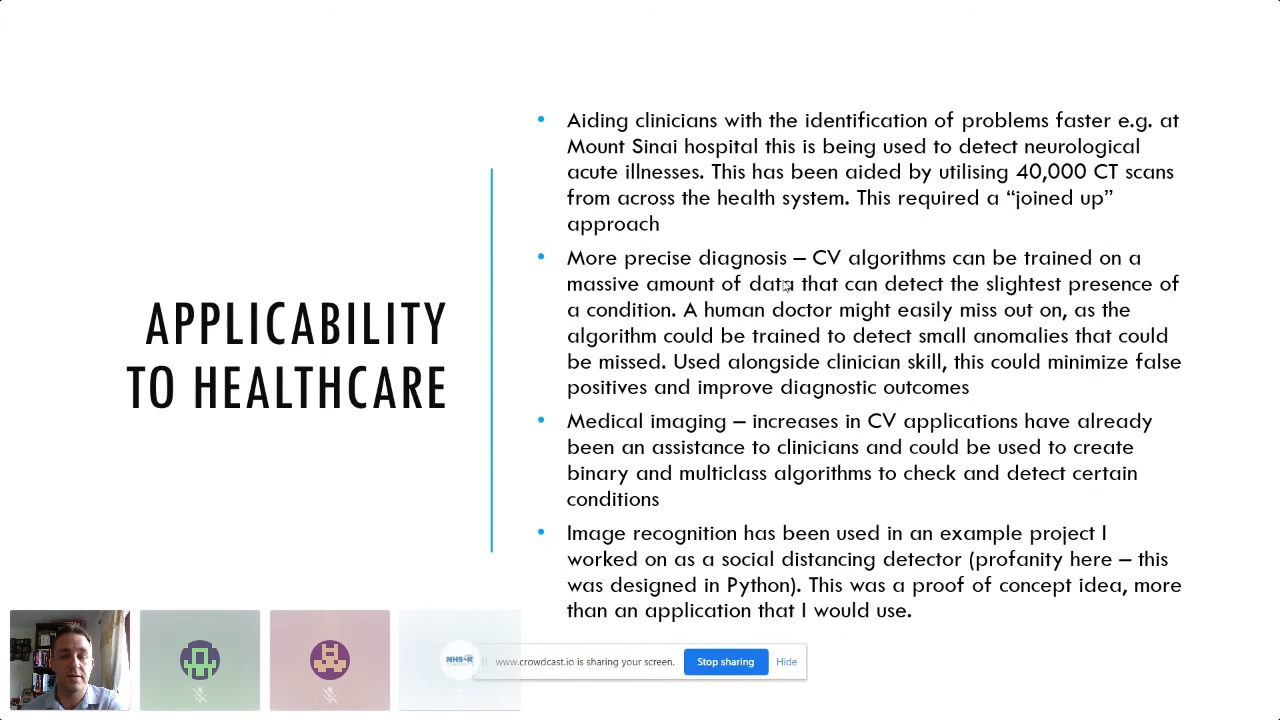 APPLICABILITY
TO HEALTHCARE
• Aiding clinicians with the identification of problems faster e.g. at
Mount Sinai hospital this is being used to detect neurological
acute illnesses. This has been aided by utilising 40,000 CT scans
from across the health system. This required a “joined up”
approach
• More precise diagnosis – CV algorithms can be trained on a
massive amount of data that can detect the slightest presence of
a condition. A human doctor might easily miss out on, as the
algorithm could be trained to detect small anomalies that could
be missed. Used alongside clinician skill, this could minimize false
positives and improve diagnostic outcomes
• Medical imaging – increases in CV applications have already
been an assistance to clinicians and could be used to create
binary and multiclass algorithms to check and detect certain
conditions
• Image recognition has been used in an example project I
worked on as a social distancing detector (profanity here – this
was designed in Python). This was a proof of concept idea, more
than an application that I would use.
www.crowdcast.io is sharing your screen.
Stop sharing
Hide